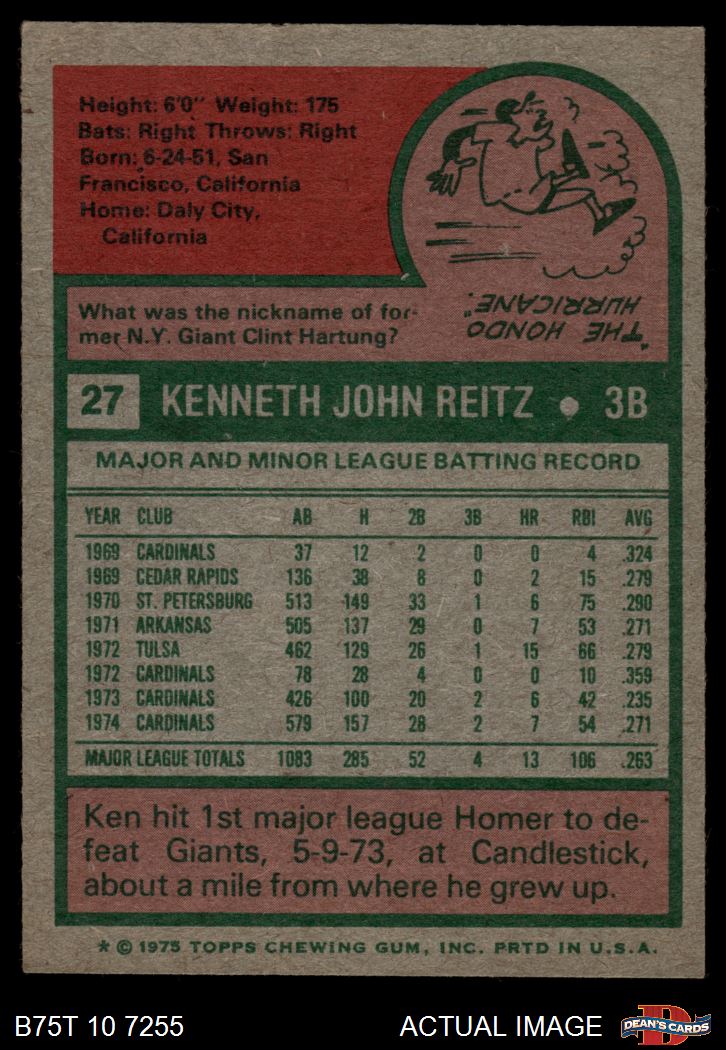 Height: 6'0" Weight: 175
Bats: Right Throws: Right
Born: 6-24-51, San
Francisco, California
Home: Daly City,
California
What was the nickname of for-
mer N.Y. Giant Clint Hartung?
"THE HONDO
HURRICANE".
27 KENNETH JOHN REITZ • 3B
MAJOR AND MINOR LEAGUE BATTING RECORD
YEAR CLUB AB H 2B 3B HR RBI AVG
1969 CARDINALS 37 12 2 0 0 4 .324
1969 CEDAR RAPIDS 136 38 8 0 2 15 .279
1970 ST. PETERSBURG 513 149 33 1 6 75 .290
1971 ARKANSAS 505 137 29 0 7 53 .271
1972 TULSA 462 129 26 1 15 66 .279
1972 CARDINALS 78 28 4 0 0 10 .359
1973 CARDINALS 426 100 20 2 6 42 .235
1974 CARDINALS 579 157 28 2 7 54 .271
MAJOR LEAGUE TOTALS 1083 285 52 4 13 106 .263
Ken hit 1st major league Homer to de-
feat Giants, 5-9-73, at Candlestick,
about a mile from where he grew up.
* © 1975 TOPPS CHEWING GUM, INC. PRTD IN U.S.A.
B75T 10 7255 ACTUAL IMAGE
DEAN'S CARDS